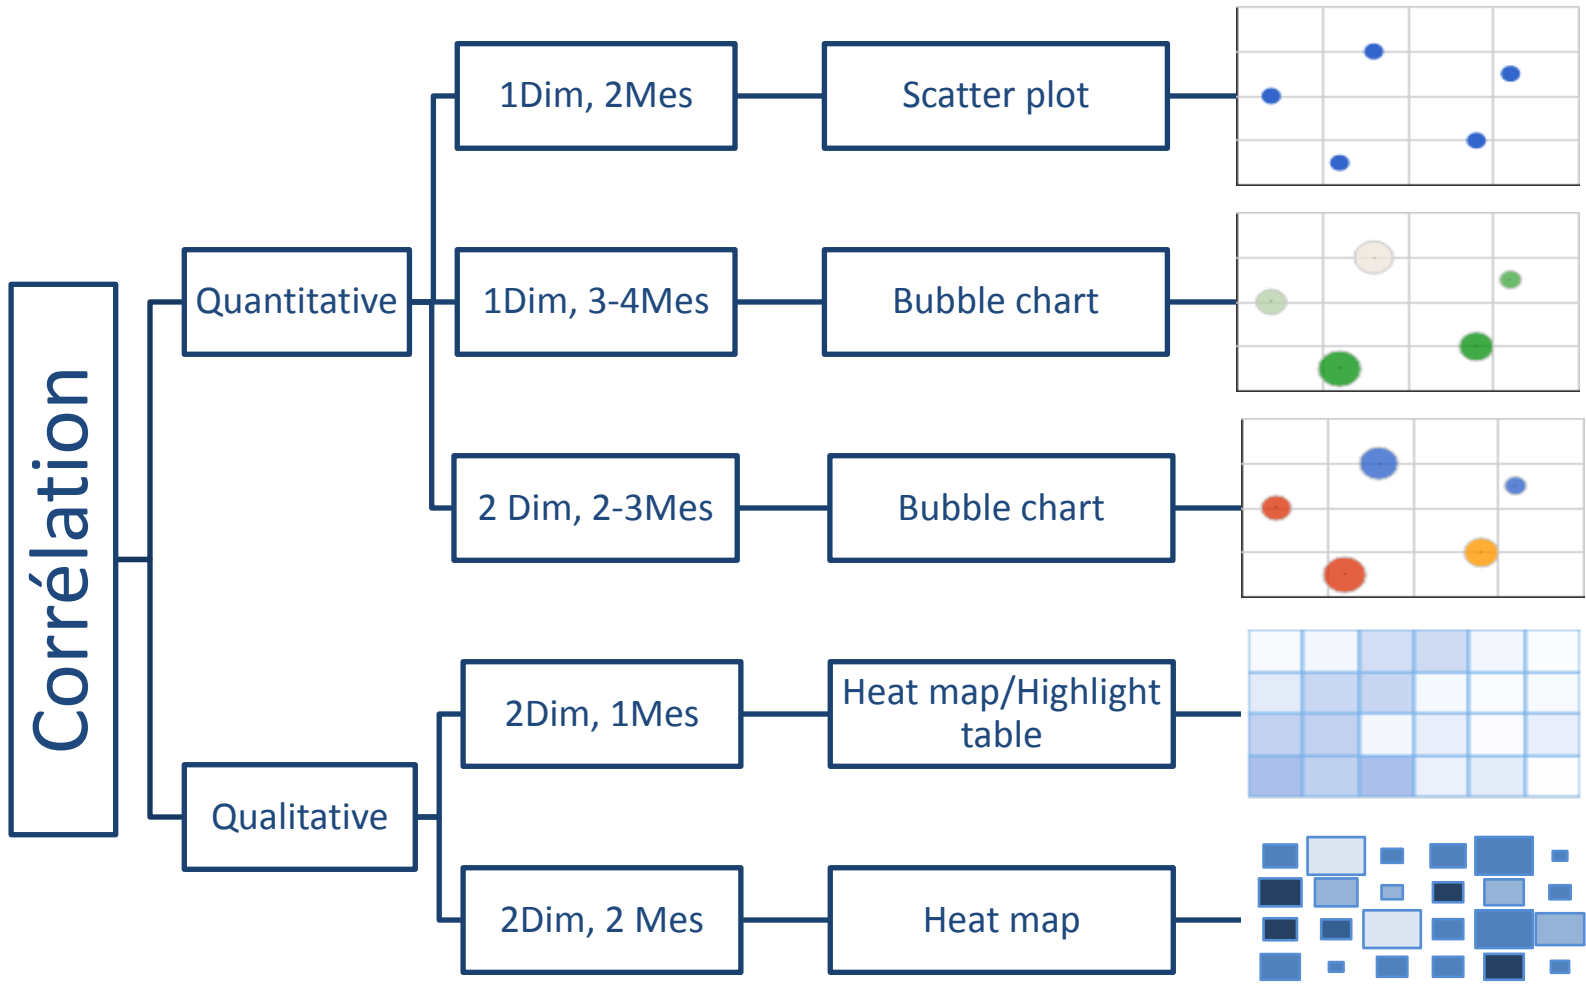 Corrélation
Quantitative
1Dim, 2Mes
Scatter plot
1Dim, 3-4Mes
Bubble chart
2 Dim, 2-3Mes
Bubble chart
Qualitative
2Dim, 1Mes
Heat map/Highlight
table
2Dim, 2 Mes
Heat map